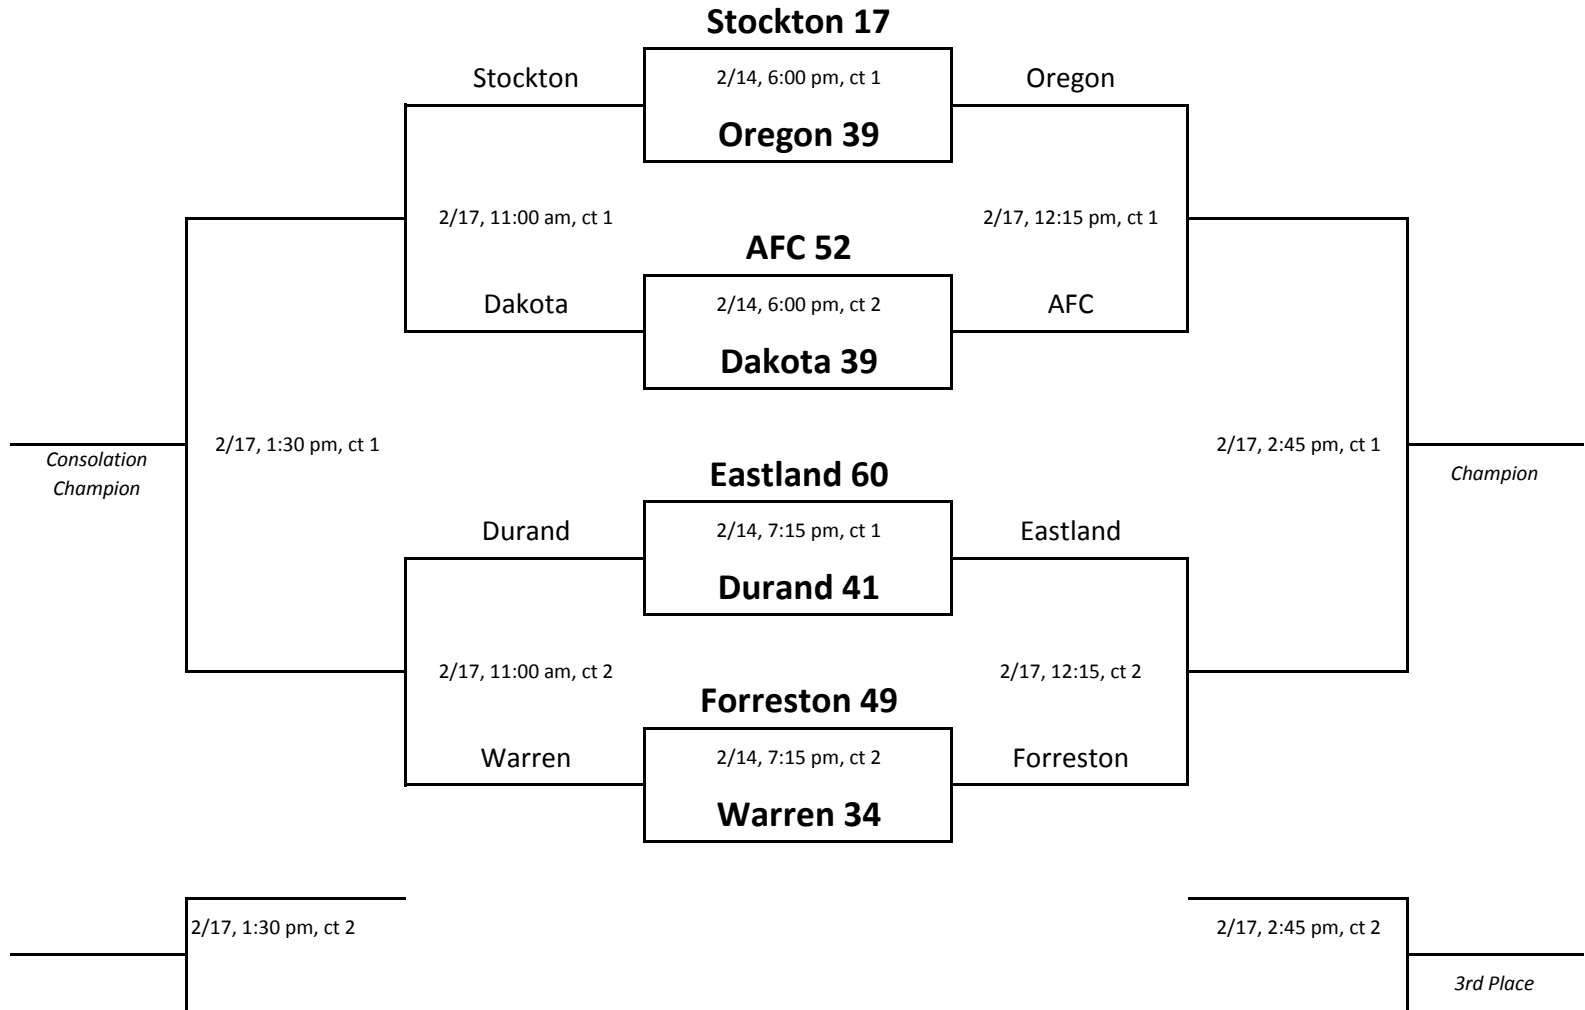 Stockton 17
Stockton
2/14, 6:00 pm, ct 1
Oregon
Oregon 39
2/17, 11:00 am, ct 1
2/17, 12:15 pm, ct 1
AFC 52
Dakota
2/14, 6:00 pm, ct 2
AFC
Dakota 39
2/17, 1:30 pm, ct 1
2/17, 2:45 pm, ct 1
Consolation
Champion
Champion
Eastland 60
Durand
2/14, 7:15 pm, ct 1
Eastland
Durand 41
2/17, 11:00 am, ct 2
2/17, 12:15, ct 2
Forreston 49
Warren
2/14, 7:15 pm, ct 2
Forreston
Warren 34
2/17, 1:30 pm, ct 2
2/17, 2:45 pm, ct 2
3rd Place